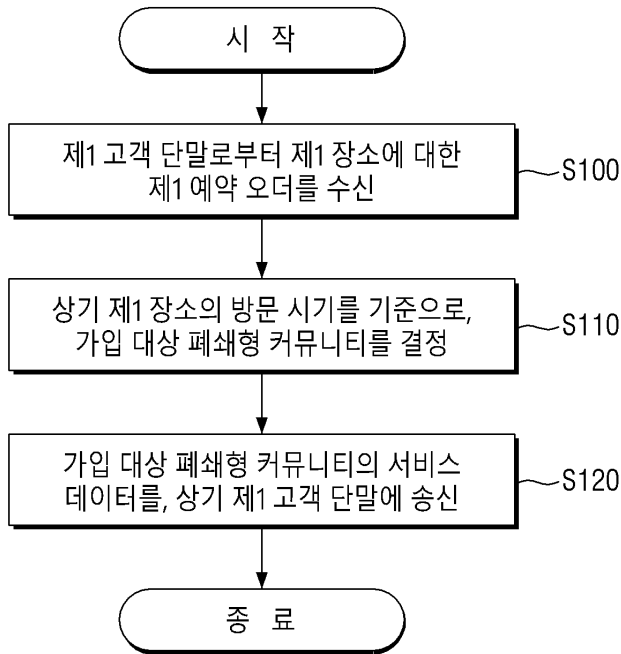 시 작
제1 고객 단말로부터 제1 장소에 대한
제1 예약 오더를 수신
S100
상기 제1 장소의 방문 시기를 기준으로,
가입 대상 폐쇄형 커뮤니티를 결정
S110
가입 대상 폐쇄형 커뮤니티의 서비스
데이터를, 상기 제1 고객 단말에 송신
S120
종 료